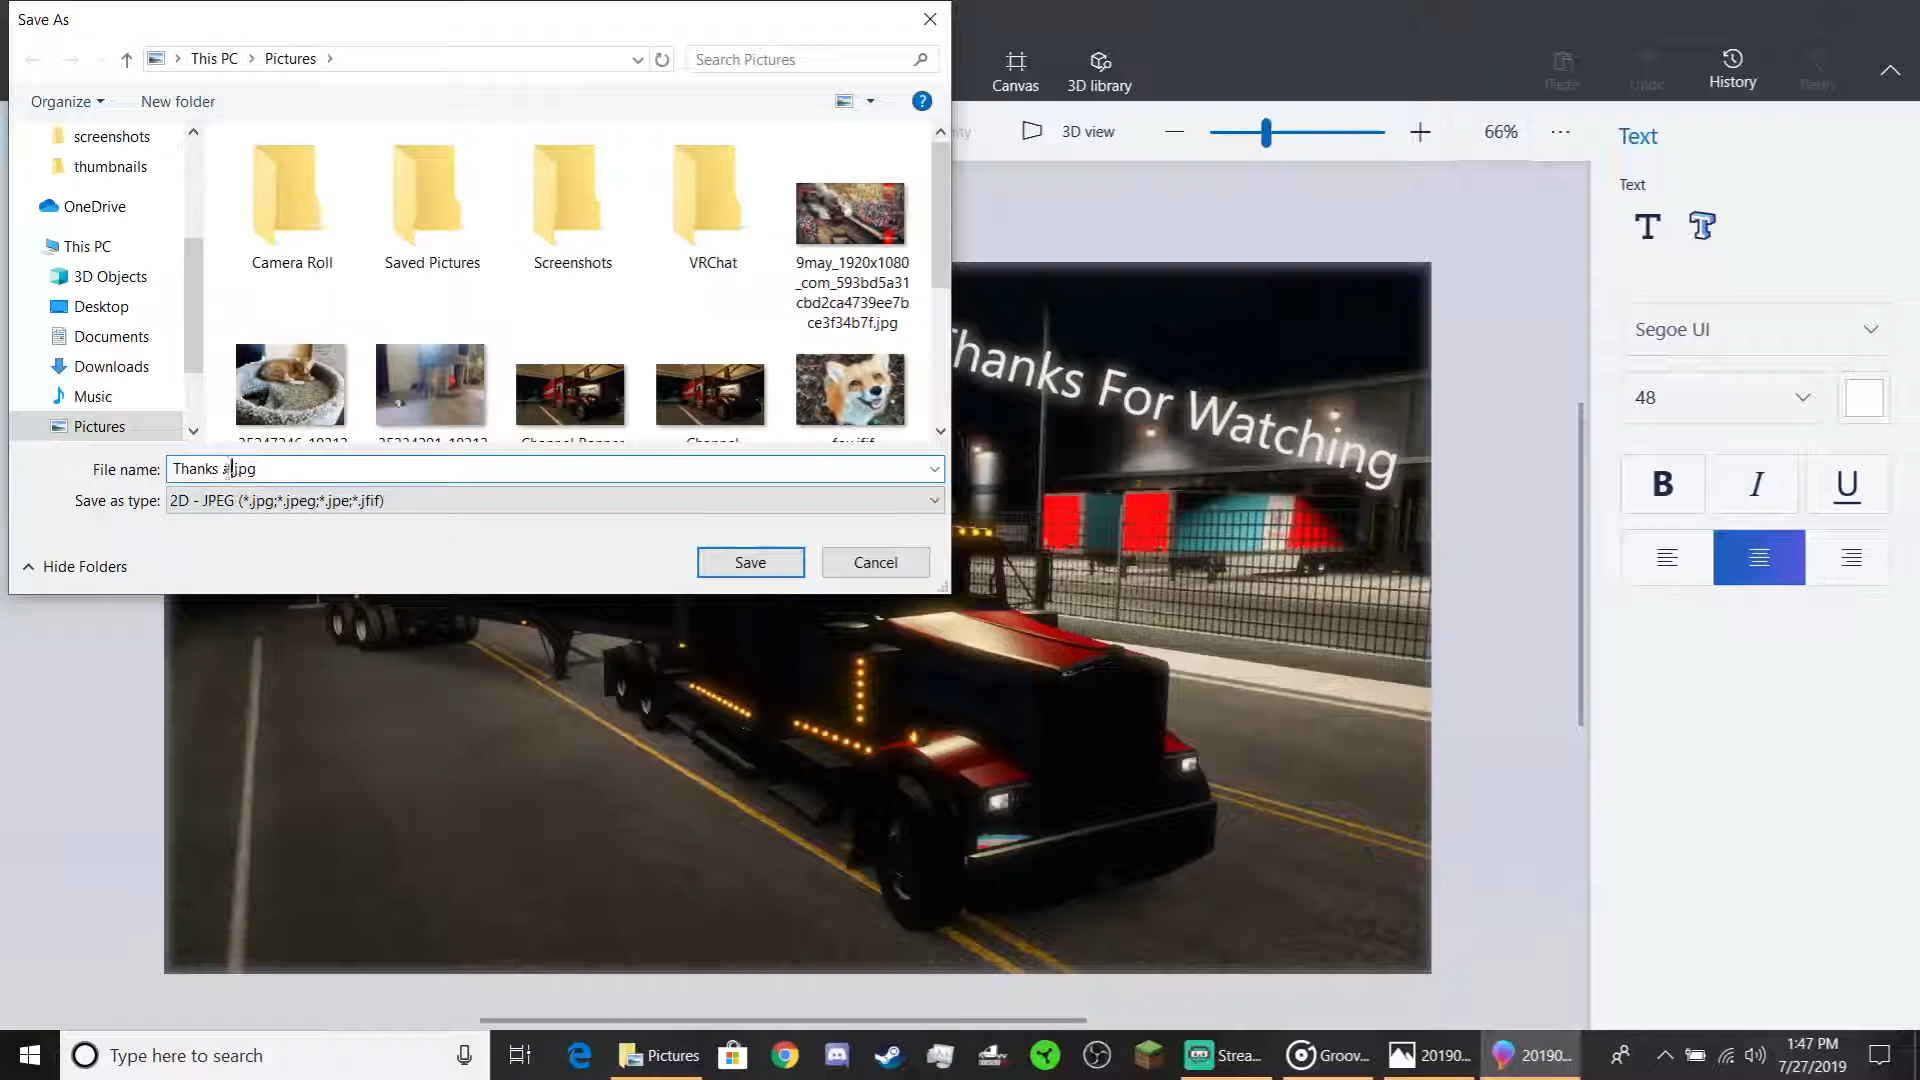 Save As
This PC
Pictures
Search Pictures
Organize
New folder
?
screenshots
thumbnails
OneDrive
This PC
3D Objects
Desktop
Documents
Downloads
Music
Pictures
Camera Roll
Saved Pictures
Screenshots
VRChat
9may_1920x1080
_com_593bd5a31
cbd2ca4739ee7b
ce3f34b7f.jpg
File name:
Thanks #.jpg
Save as type:
2D - JPEG (*.jpg;*.jpeg;*.jpe;*.jfif)
Hide Folders
Save
Cancel
Canvas
3D library
Paste
Undo
History
Redo
3D view
66%
Text
Text
Segoe UI
48
B
I
U
Thanks For Watching
Type here to search
Pictures
Strea...
Groov...
20190...
20190...
1:47 PM
7/27/2019